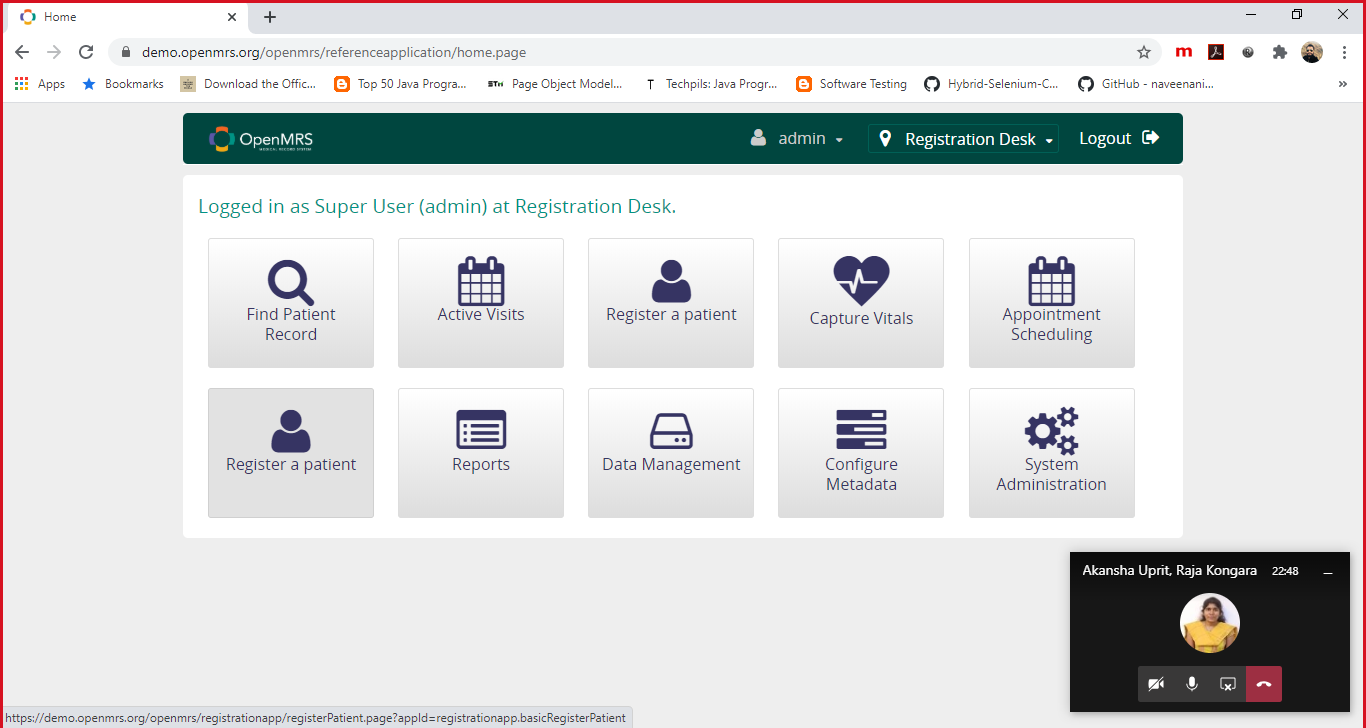 Home
demo.openmrs.org/openmrs/referenceapplication/home.page
Apps
Bookmarks
Download the Offic...
Top 50 Java Progra...
Page Object Model...
Techpils: Java Progr...
Software Testing
Hybrid-Selenium-C...
GitHub - naveenani...
OpenMRS
MEDICAL RECORD SYSTEM
admin
Registration Desk
Logout
Logged in as Super User (admin) at Registration Desk.
Find Patient
Record
Active Visits
Register a patient
Capture Vitals
Appointment
Scheduling
Register a patient
Reports
Data Management
Configure
Metadata
System
Administration
Akansha Uprit, Raja Kongara
22:48
https://demo.openmrs.org/openmrs/registrationapp/registerPatient.page?appId=registrationapp.basicRegisterPatient